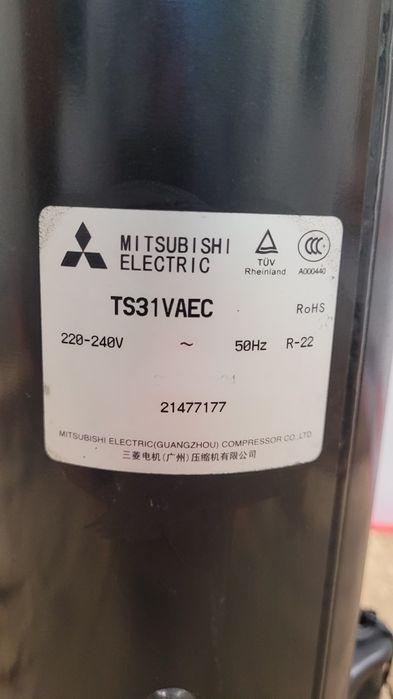 MITSUBISHI
ELECTRIC
TÜV
Rheinland
CCC
A000440
TS31VAEC
RoHS
220-240V ~ 50Hz R-22
21477177
MITSUBISHI ELECTRIC(GUANGZHOU) COMPRESSOR CO.,LTD.
三菱电机(广州)压缩机有限公司